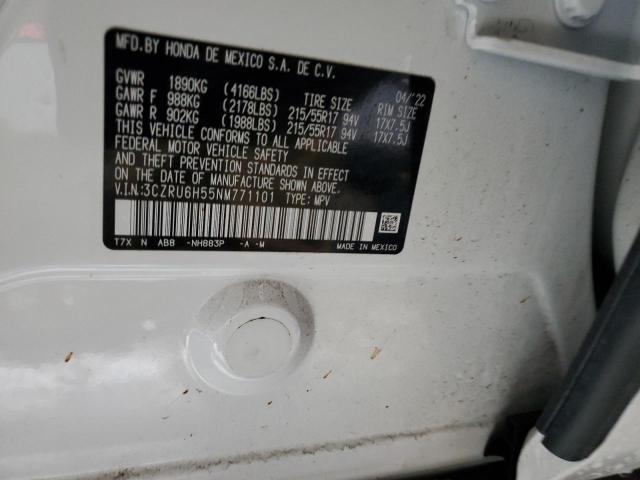 MFD.BY HONDA DE MEXICO S.A. DE C.V.
04/'22
GVWR 1890KG (4166LBS) TIRE SIZE RIM SIZE
GAWR F 988KG (2178LBS) 215/55R17 94V 17X7.5J
GAWR R 902KG (1988LBS) 215/55R17 94V 17X7.5J
THIS VEHICLE CONFORMS TO ALL APPLICABLE
FEDERAL MOTOR VEHICLE SAFETY
AND THEFT PREVENTION STANDARDS IN EFFECT
ON THE DATE OF MANUFACTURE SHOWN ABOVE.
V.I.N.:3CZRU6H55NM771101 TYPE: MPV
T7X N AB8 -NH883P -A -M MADE IN MEXICO